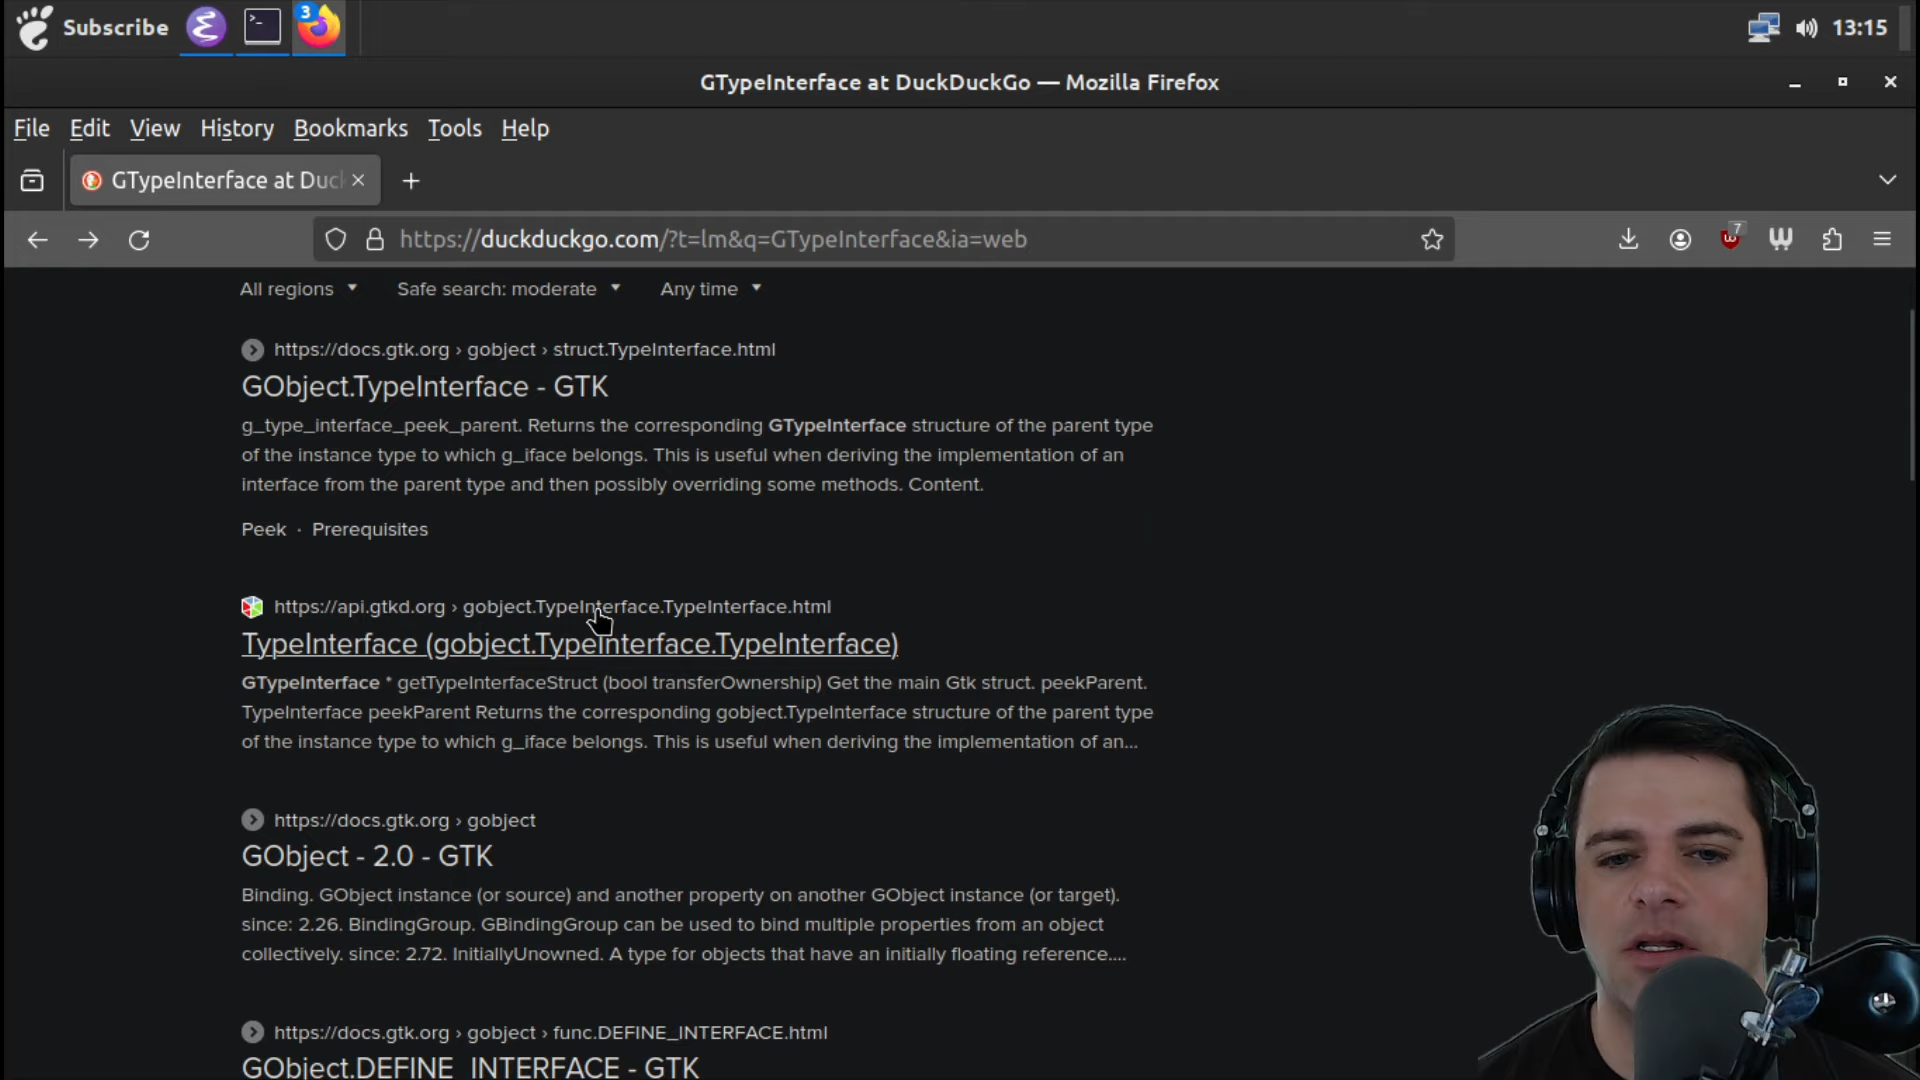 Subscribe
3
13:15
GTypeInterface at DuckDuckGo — Mozilla Firefox
File Edit View History Bookmarks Tools Help
GTypeInterface at Duc
https://duckduckgo.com/?t=lm&q=GTypeInterface&ia=web
7
All regions Safe search: moderate Any time
https://docs.gtk.org › gobject › struct.TypeInterface.html
GObject.TypeInterface - GTK
g_type_interface_peek_parent. Returns the corresponding GTypeInterface structure of the parent type
of the instance type to which g_iface belongs. This is useful when deriving the implementation of an
interface from the parent type and then possibly overriding some methods. Content.
Peek · Prerequisites
https://api.gtkd.org › gobject.TypeInterface.TypeInterface.html
TypeInterface (gobject.TypeInterface.TypeInterface)
GTypeInterface * getTypeInterfaceStruct (bool transferOwnership) Get the main Gtk struct. peekParent.
TypeInterface peekParent Returns the corresponding gobject.TypeInterface structure of the parent type
of the instance type to which g_iface belongs. This is useful when deriving the implementation of an...
https://docs.gtk.org › gobject
GObject - 2.0 - GTK
Binding. GObject instance (or source) and another property on another GObject instance (or target).
since: 2.26. BindingGroup. GBindingGroup can be used to bind multiple properties from an object
collectively. since: 2.72. InitiallyUnowned. A type for objects that have an initially floating reference....
https://docs.gtk.org › gobject › func.DEFINE_INTERFACE.html
GObject.DEFINE_INTERFACE - GTK